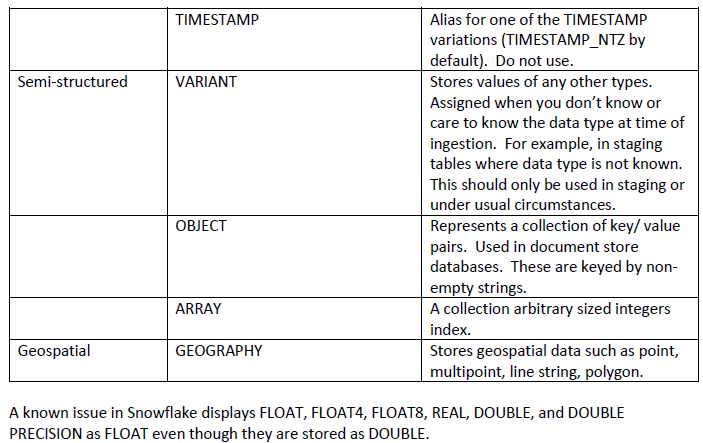 TIMESTAMP
Alias for one of the TIMESTAMP
variations (TIMESTAMP_NTZ by
default).  Do not use.
Semi-structured
VARIANT
Stores values of any other types.
Assigned when you don’t know or
care to know the data type at time of
ingestion.  For example, in staging
tables where data type is not known.
This should only be used in staging or
under usual circumstances.
OBJECT
Represents a collection of key/ value
pairs.  Used in document store
databases.  These are keyed by non-
empty strings.
ARRAY
A collection arbitrary sized integers
index.
Geospatial
GEOGRAPHY
Stores geospatial data such as point,
multipoint, line string, polygon.
A known issue in Snowflake displays FLOAT, FLOAT4, FLOAT8, REAL, DOUBLE, and DOUBLE
PRECISION as FLOAT even though they are stored as DOUBLE.